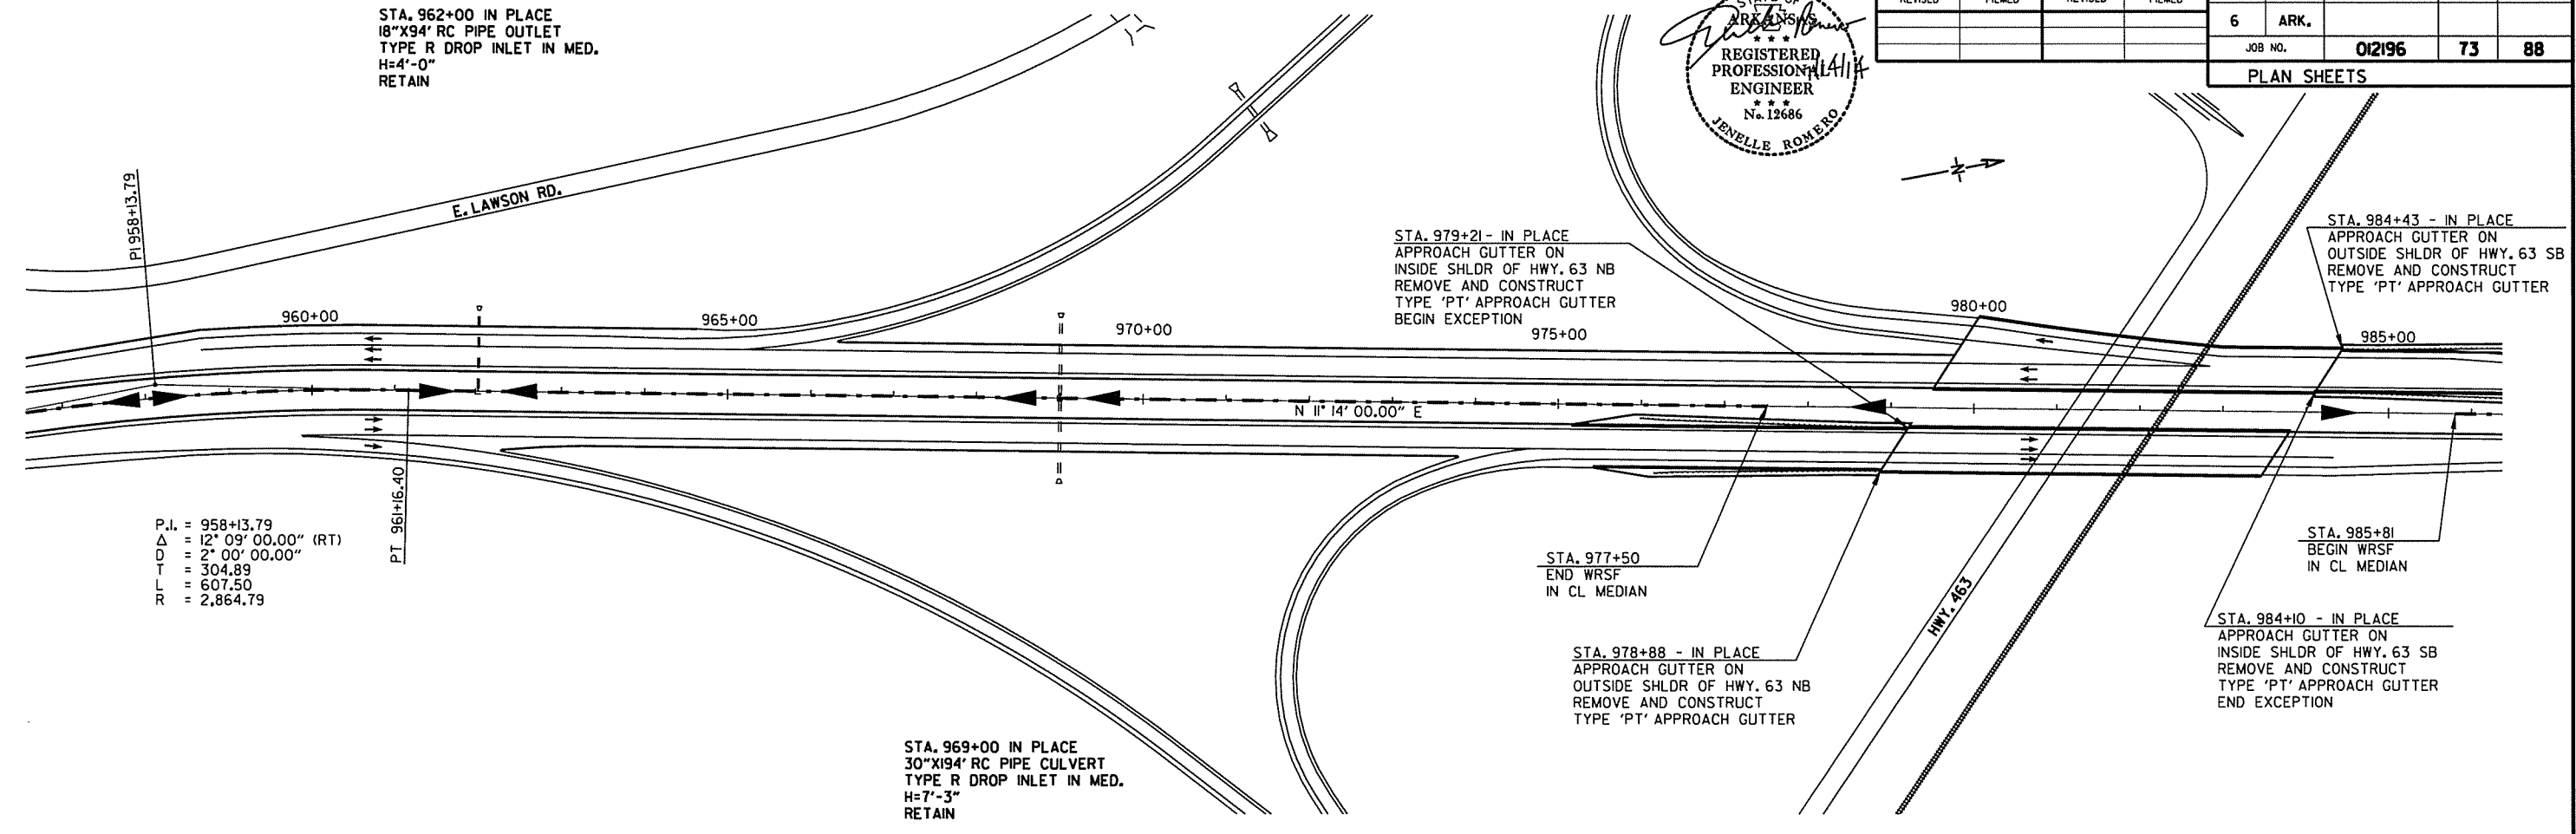 STA. 962+00 IN PLACE
18"X94' RC PIPE OUTLET
TYPE R DROP INLET IN MED.
H=4'-0"
RETAIN
STATE OF
ARKANSAS
* * *
REGISTERED
PROFESSIONAL
ENGINEER
* * *
No. 12686
JENELLE ROMERO
REVISED FILMED REVISED FILMED
6 ARK.
JOB NO. 012196 73 88
PLAN SHEETS
N
E. LAWSON RD.
PI 958+13.79
960+00
965+00
970+00
975+00
980+00
985+00
STA. 979+21 - IN PLACE
APPROACH GUTTER ON
INSIDE SHLDR OF HWY. 63 NB
REMOVE AND CONSTRUCT
TYPE 'PT' APPROACH GUTTER
BEGIN EXCEPTION
STA. 984+43 - IN PLACE
APPROACH GUTTER ON
OUTSIDE SHLDR OF HWY. 63 SB
REMOVE AND CONSTRUCT
TYPE 'PT' APPROACH GUTTER
N 11° 14' 00.00" E
PT 961+16.40
P.I. = 958+13.79
Δ = 12° 09' 00.00" (RT)
D = 2° 00' 00.00"
T = 304.89
L = 607.50
R = 2,864.79
STA. 977+50
END WRSF
IN CL MEDIAN
STA. 985+81
BEGIN WRSF
IN CL MEDIAN
HWY. 463
STA. 978+88 - IN PLACE
APPROACH GUTTER ON
OUTSIDE SHLDR OF HWY. 63 NB
REMOVE AND CONSTRUCT
TYPE 'PT' APPROACH GUTTER
STA. 984+10 - IN PLACE
APPROACH GUTTER ON
INSIDE SHLDR OF HWY. 63 SB
REMOVE AND CONSTRUCT
TYPE 'PT' APPROACH GUTTER
END EXCEPTION
STA. 969+00 IN PLACE
30"X194' RC PIPE CULVERT
TYPE R DROP INLET IN MED.
H=7'-3"
RETAIN